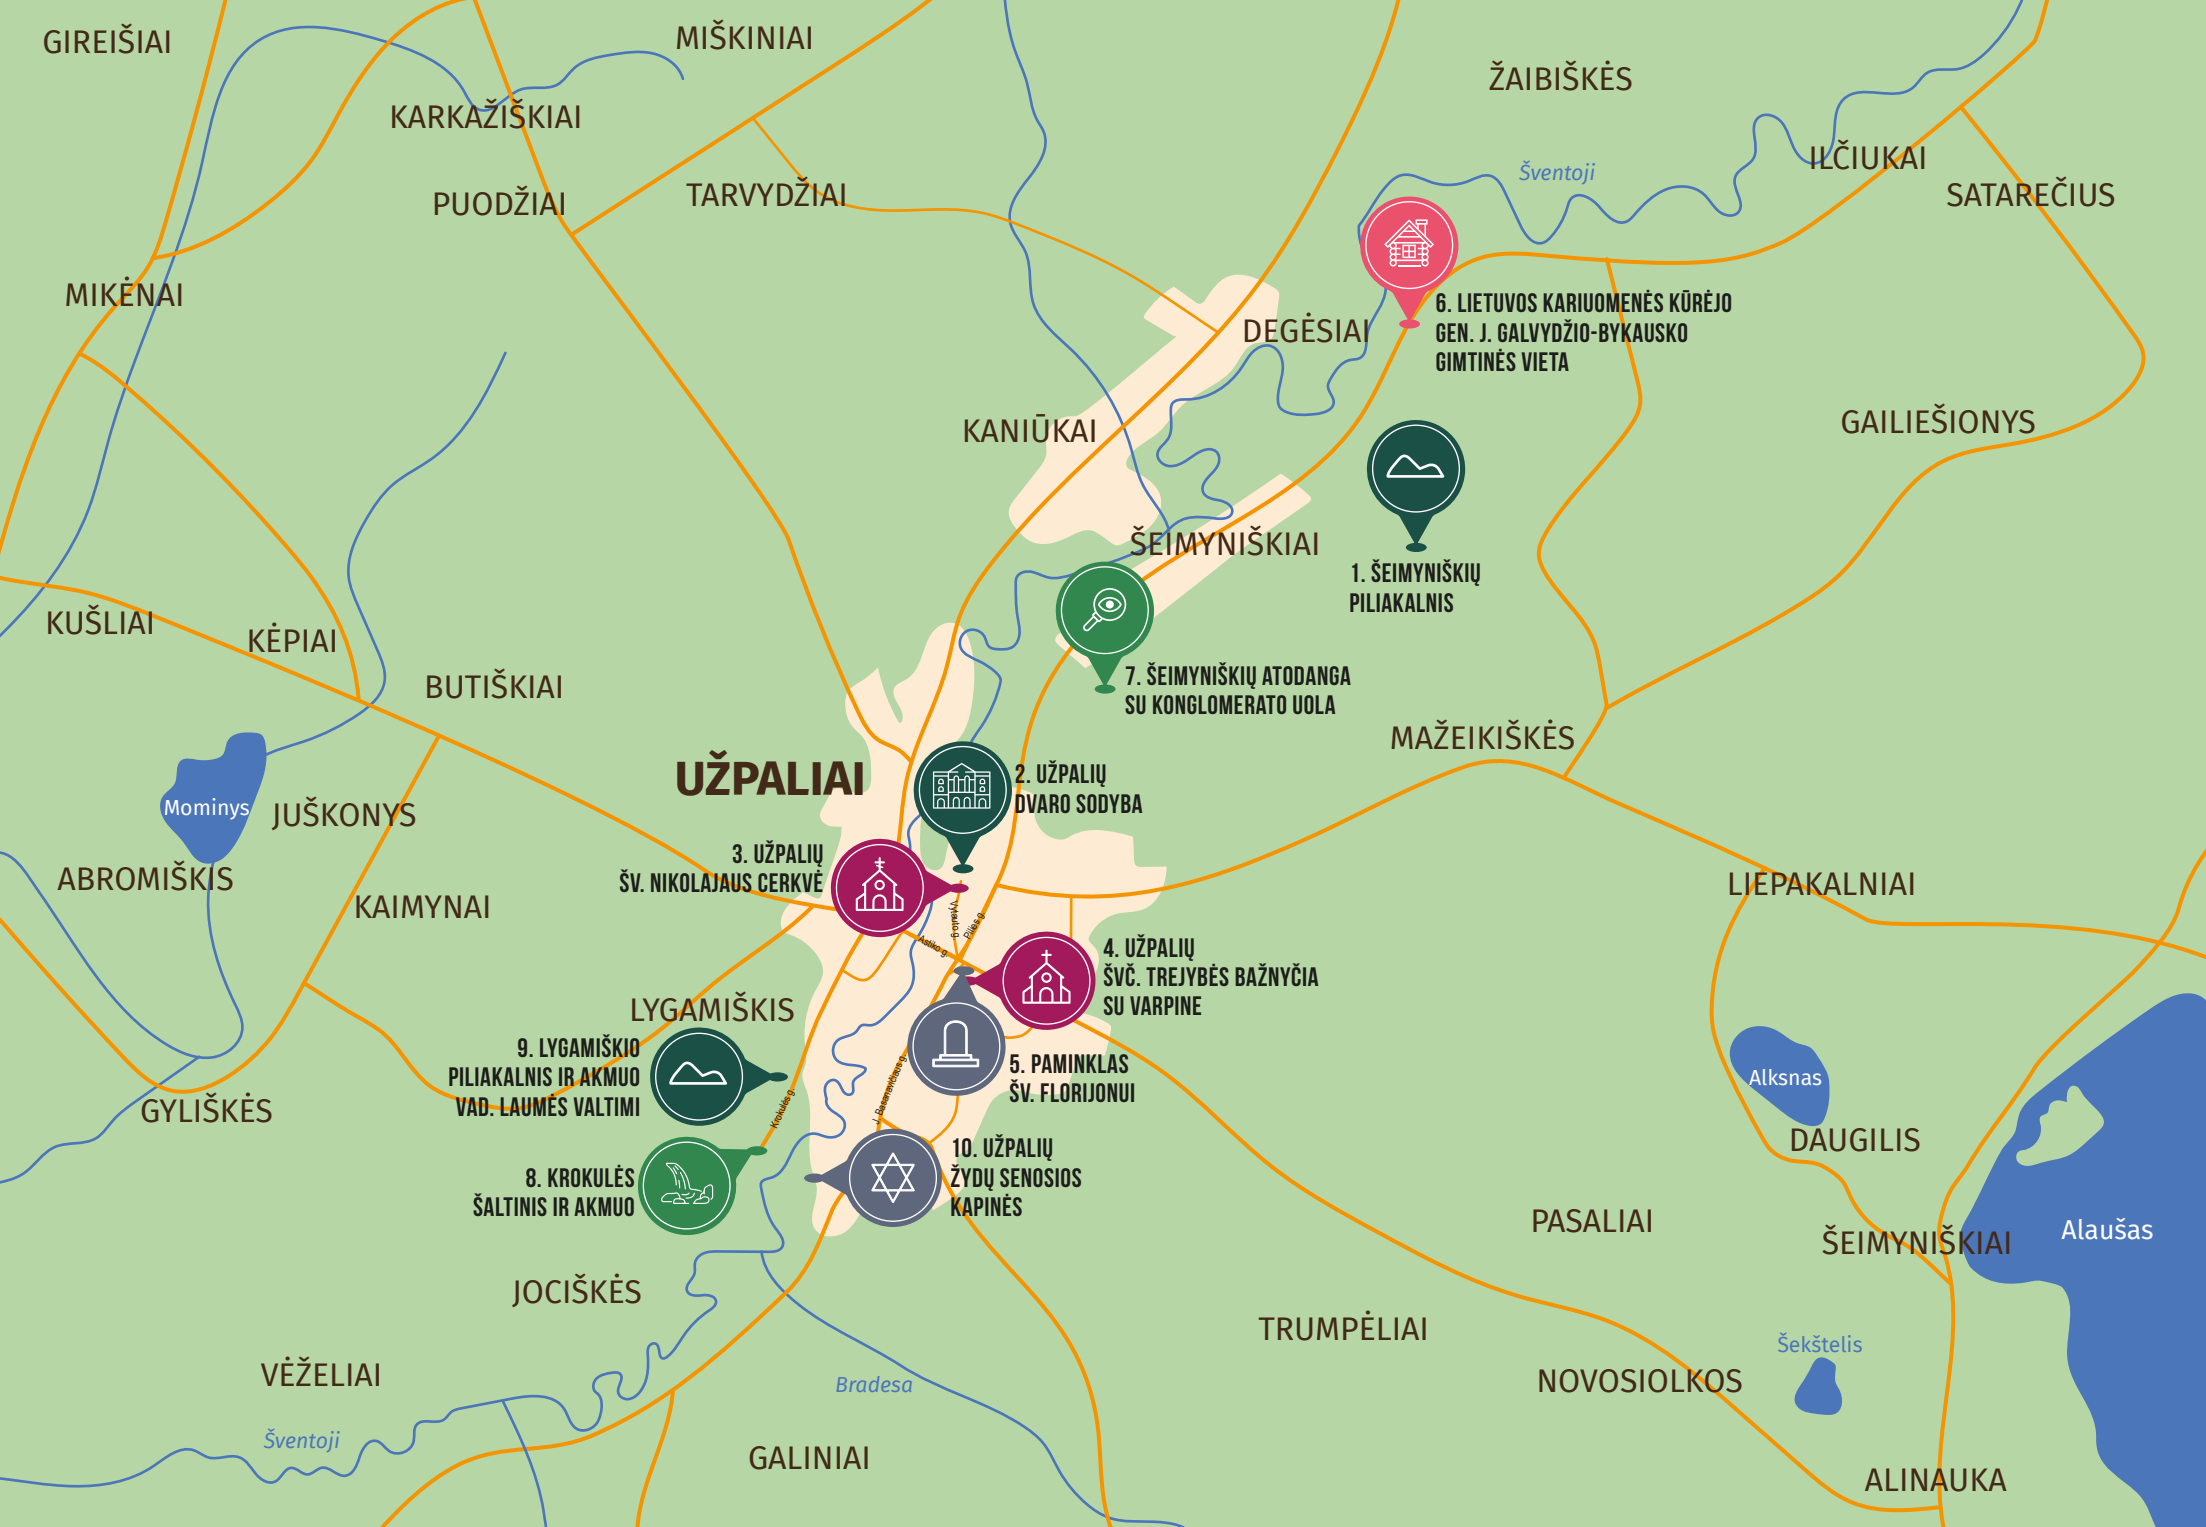 GIREIŠIAI
MIŠKINIAI
ŽAIBIŠKĖS
KARKAŽIŠKIAI
ILČIUKAI
Šventoji
PUODŽIAI
TARVYDŽIAI
SATAREČIUS
MIKĖNAI
6. LIETUVOS KARIUOMENĖS KŪRĖJO
GEN. J. GALVYDŽIO-BYKAUSKO
GIMTINĖS VIETA
DEGĖSIAI
KANIŪKAI
GAILIEŠIONYS
ŠEIMYNIŠKIAI
1. ŠEIMYNIŠKIŲ
PILIAKALNIS
KUŠLIAI
KĖPIAI
BUTIŠKIAI
7. ŠEIMYNIŠKIŲ ATODANGA
SU KONGLOMERATO UOLA
MAŽEIKIŠKĖS
UŽPALIAI
2. UŽPALIŲ
DVARO SODYBA
Mominys
JUŠKONYS
3. UŽPALIŲ
ŠV. NIKOLAJAUS CERKVĖ
ABROMIŠKIS
KAIMYNAI
LIEPAKALNIAI
Vytauto g.
Pilies g.
Astiko g.
4. UŽPALIŲ
ŠVČ. TREJYBĖS BAŽNYČIA
SU VARPINE
LYGAMIŠKIS
9. LYGAMIŠKIO
PILIAKALNIS IR AKMUO
VAD. LAUMĖS VALTIMI
5. PAMINKLAS
ŠV. FLORIJONUI
J. Basanavičiaus g.
Krokulės g.
Alksnas
GYLIŠKĖS
DAUGILIS
10. UŽPALIŲ
ŽYDŲ SENOSIOS
KAPINĖS
8. KROKULĖS
ŠALTINIS IR AKMUO
PASALIAI
ŠEIMYNIŠKIAI
Alaušas
JOCIŠKĖS
TRUMPĖLIAI
Šekštelis
VĖŽELIAI
Bradesa
NOVOSIOLKOS
Šventoji
GALINIAI
ALINAUKA